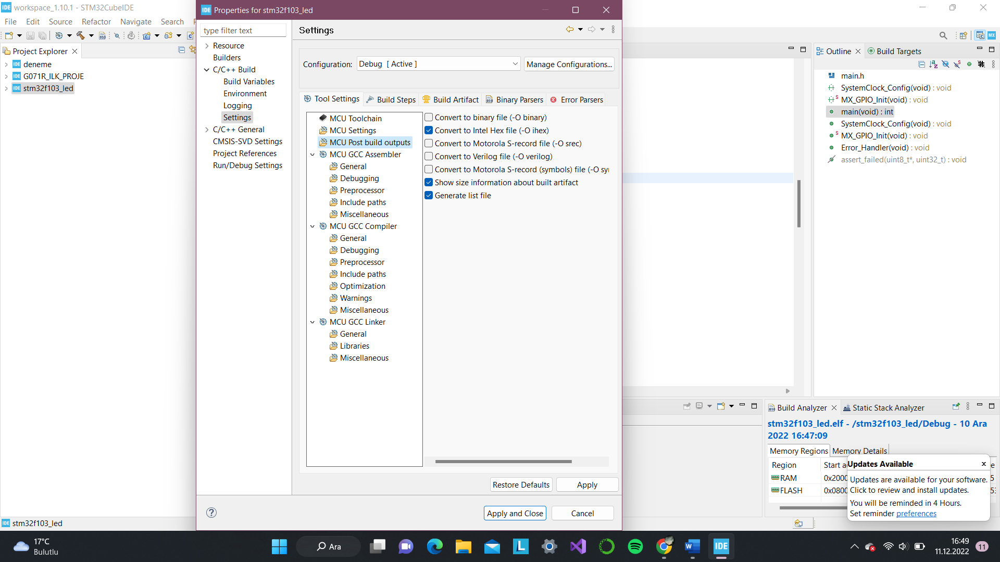 IDE workspace_1.10.1 - STM32CubeIDE
File Edit Source Refactor Navigate Search
Project Explorer
IDE deneme
IDE G071R_ILK_PROJE
IDE stm32f103_led
IDE Properties for stm32f103_led
type filter text
Resource
Builders
C/C++ Build
Build Variables
Environment
Logging
Settings
C/C++ General
CMSIS-SVD Settings
Project References
Run/Debug Settings
Settings
Configuration: Debug [ Active ] Manage Configurations...
Tool Settings Build Steps Build Artifact Binary Parsers Error Parsers
MCU Toolchain
MCU Settings
MCU Post build outputs
MCU GCC Assembler
General
Debugging
Preprocessor
Include paths
Miscellaneous
MCU GCC Compiler
General
Debugging
Preprocessor
Include paths
Optimization
Warnings
Miscellaneous
MCU GCC Linker
General
Libraries
Miscellaneous
Convert to binary file (-O binary)
Convert to Intel Hex file (-O ihex)
Convert to Motorola S-record file (-O srec)
Convert to Verilog file (-O verilog)
Convert to Motorola S-record (symbols) file (-O syı
Show size information about built artifact
Generate list file
Restore Defaults Apply
Apply and Close Cancel
MX
Outline Build Targets
main.h
SystemClock_Config(void) : void
MX_GPIO_Init(void) : void
main(void) : int
SystemClock_Config(void) : void
MX_GPIO_Init(void) : void
Error_Handler(void) : void
assert_failed(uint8_t*, uint32_t) : void
Build Analyzer Static Stack Analyzer
stm32f103_led.elf - /stm32f103_led/Debug - 10 Ara
2022 16:47:09
Memory Regions Memory Details
Region Start a
RAM 0x2000
FLASH 0x0800
Updates Available
Updates are available for your software.
Click to review and install updates.
You will be reminded in 4 Hours.
Set reminder preferences
IDE stm32f103_led
17°C
Bulutlu
Ara
L
W
IDE
16:49
11.12.2022
11